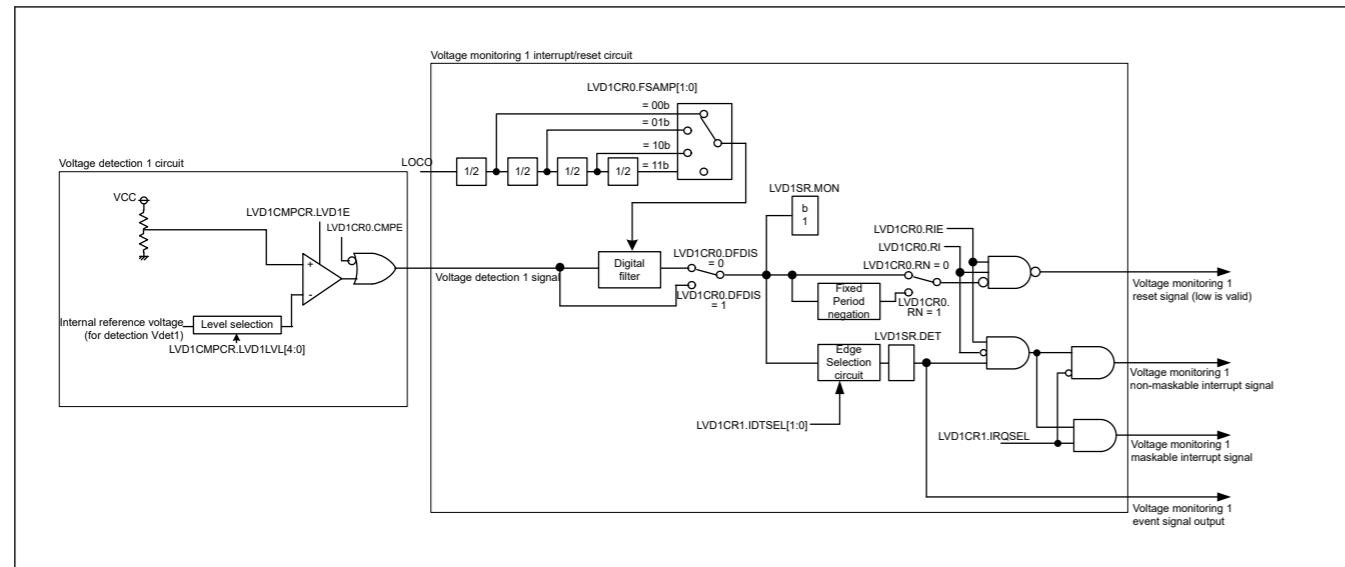 Voltage monitoring 1 interrupt/reset circuit
LVD1CR0.FSAMP[1:0]
= 00b
= 01b
= 10b
= 11b
LOCO
1/2
1/2
1/2
1/2
Voltage detection 1 circuit
VCC
LVD1CMPCR.LVD1E
LVD1CR0.CMPE
+
-
Internal reference voltage
(for detection Vdet1)
Level selection
LVD1CMPCR.LVD1LVL[4:0]
Voltage detection 1 signal
Digital
filter
LVD1CR0.DFDIS
= 0
LVD1CR0.DFDIS
= 1
LVD1SR.MON
b
1
LVD1CR0.RIE
LVD1CR0.RI
LVD1CR0.RN = 0
Fixed
Period
negation
LVD1CR0.
RN = 1
Voltage monitoring 1
reset signal (low is valid)
LVD1SR.DET
Edge
Selection
circuit
LVD1CR1.IDTSEL[1:0]
Voltage monitoring 1
non-maskable interrupt signal
LVD1CR1.IRQSEL
Voltage monitoring 1
maskable interrupt signal
Voltage monitoring 1
event signal output